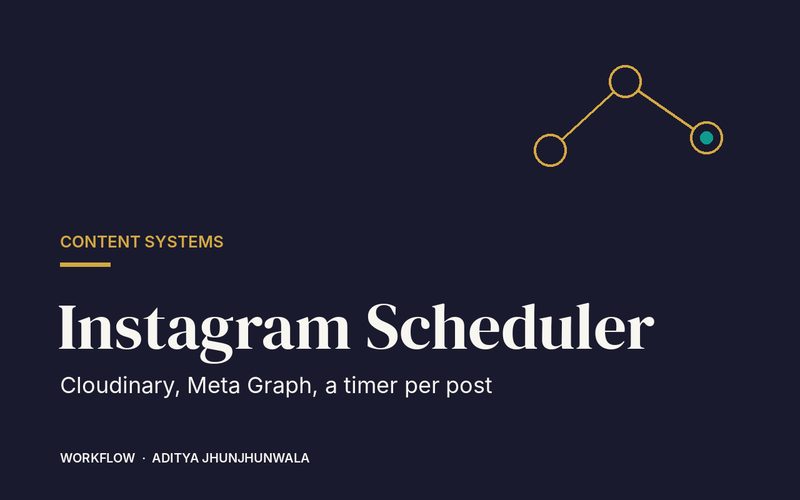 CONTENT SYSTEMS
Instagram Scheduler
Cloudinary, Meta Graph, a timer per post
WORKFLOW · ADITYA JHUNJHUNWALA